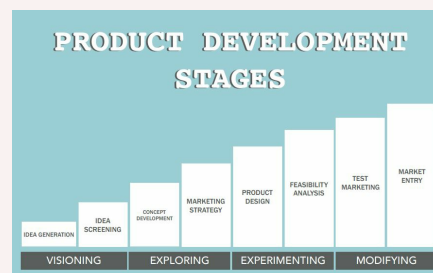 PRODUCT DEVELOPMENT
STAGES
IDEA GENERATION
IDEA
SCREENING
CONCEPT
DEVELOPMENT
MARKETING
STRATEGY
PRODUCT
DESIGN
FEASIBILITY
ANALYSIS
TEST
MARKETING
MARKET
ENTRY
VISIONING
EXPLORING
EXPERIMENTING
MODIFYING